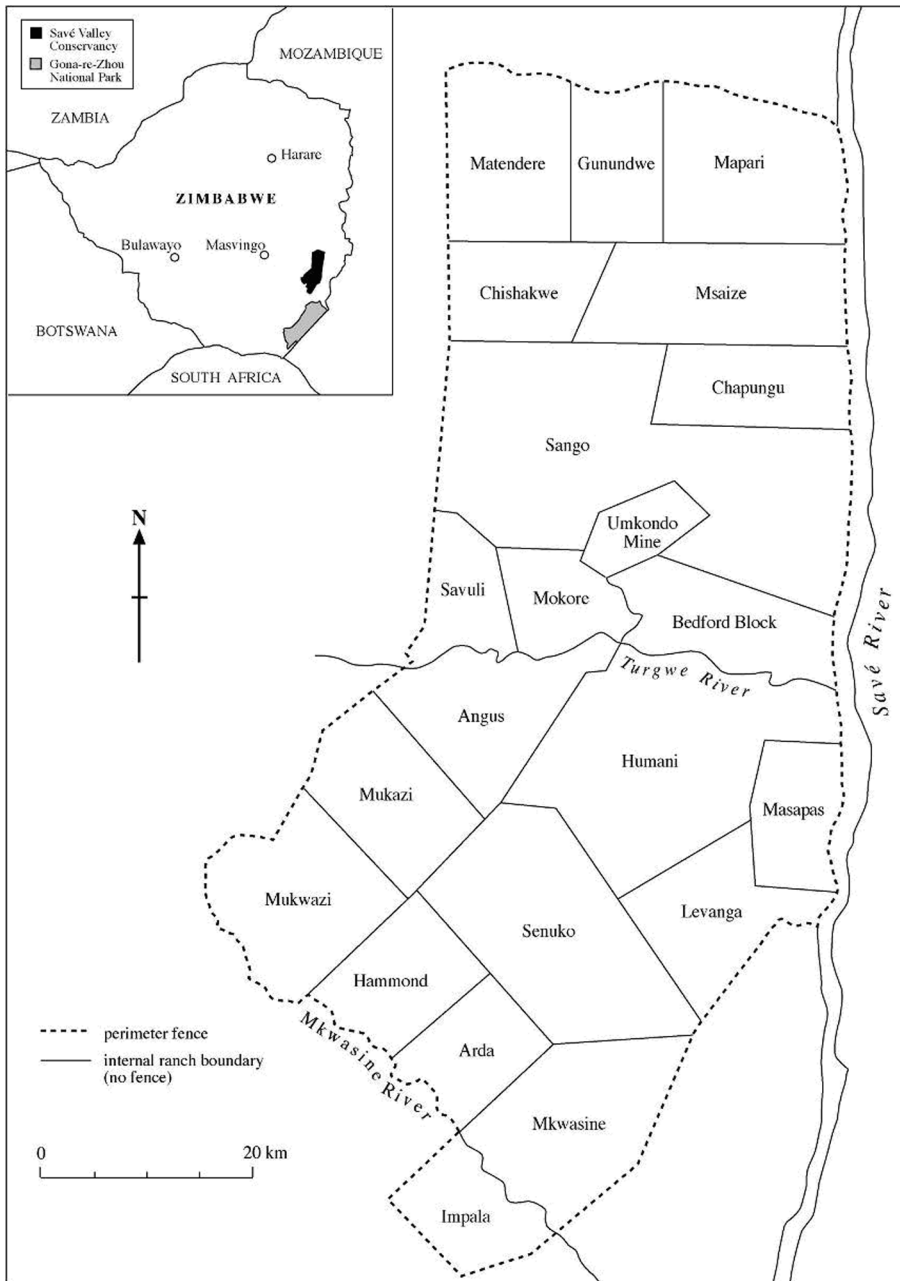 Savé Valley
Conservancy
Gona-re-Zhou
National Park
MOZAMBIQUE
ZAMBIA
Harare
ZIMBABWE
Bulawayo
Masvingo
BOTSWANA
SOUTH AFRICA
Matendere
Gunundwe
Mapari
Chishakwe
Msaize
Chapungu
Sango
Umkondo
Mine
N
Savuli
Mokore
Bedford Block
Savé River
Turgwe River
Angus
Humani
Mukazi
Masapas
Mukwazi
Senuko
Levanga
Hammond
Mkwasine River
Arda
Mkwasine
Impala
perimeter fence
internal ranch boundary
(no fence)
0 20 km